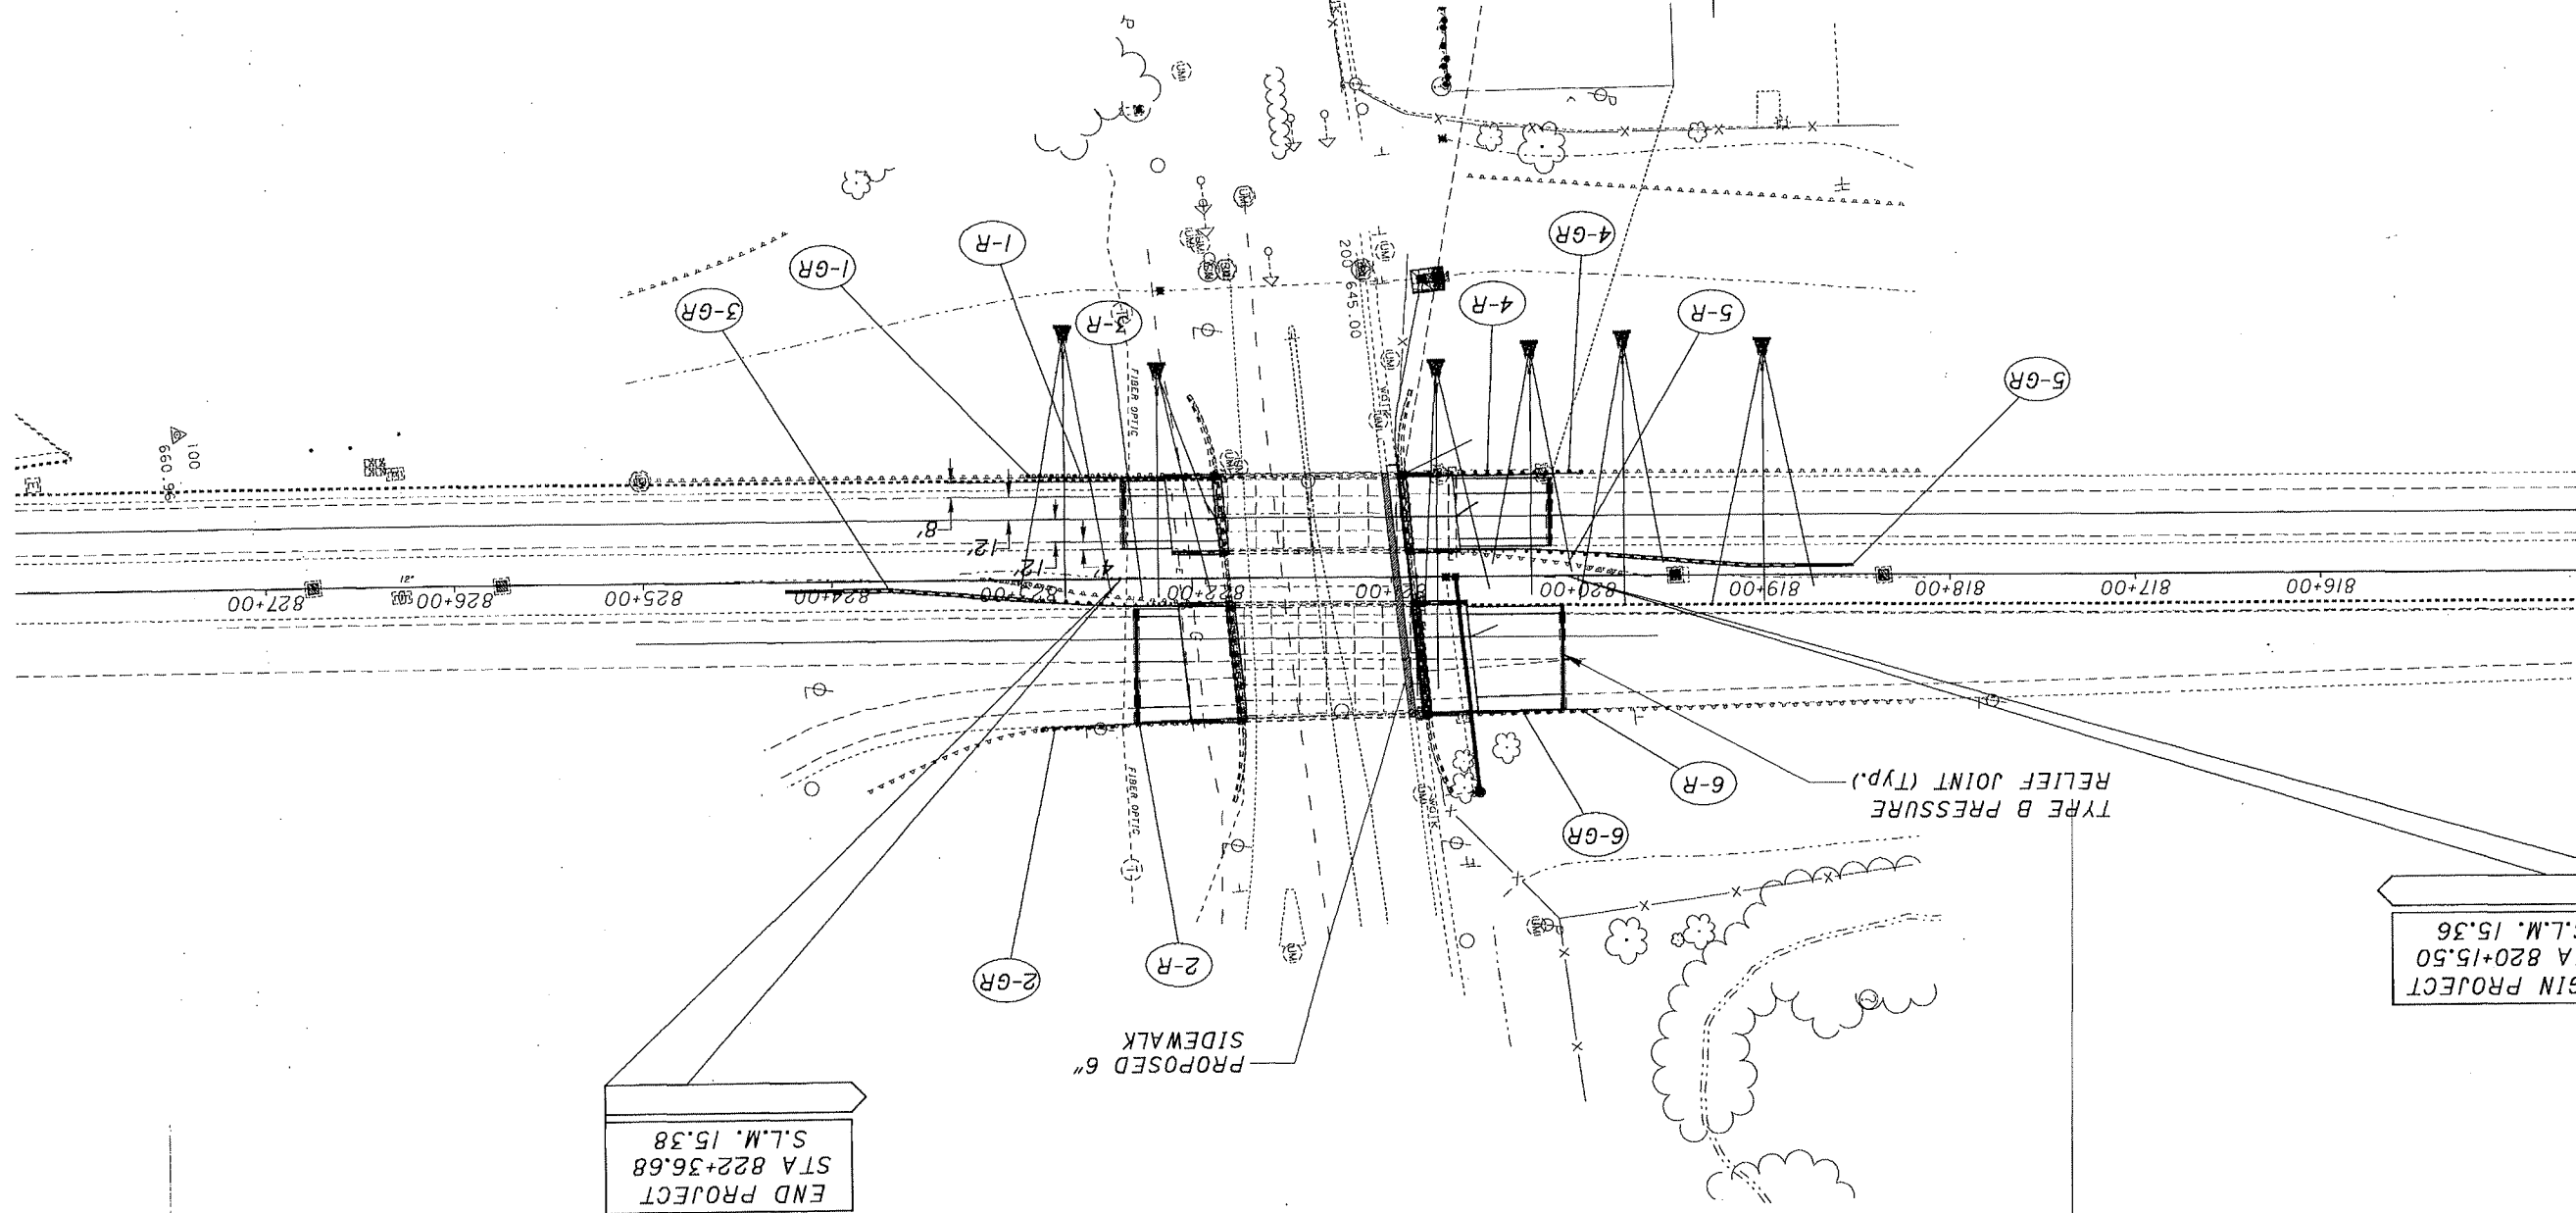 END PROJECT
STA 822+36.68
S.L.M. 15.38
PROPOSED 6"
SIDEWALK
PROJECT
820+15.50
15.36
TYPE B PRESSURE
RELIEF JOINT (Typ.)
6-GR
6-R
2-R
2-GR
FIBER OPTIC
816+00
817+00
818+00
819+00
820+00
822+00
823+00
824+00
825+00
826+00
827+00
12"
4'
12'
12'
8'
G
E
FIBER OPTIC
5-GR
5-R
4-R
4-GR
3-R
3-GR
1-R
1-GR
200
645.00
100
660.96